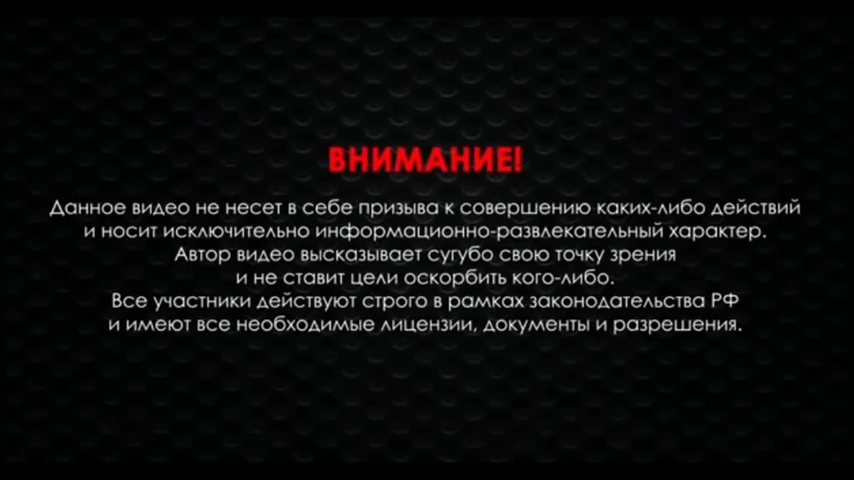 ВНИМАНИЕ!
Данное видео не несет в себе призыва к совершению каких-либо действий
и носит исключительно информационно-развлекательный характер.
Автор видео высказывает сугубо свою точку зрения
и не ставит цели оскорбить кого-либо.
Все участники действуют строго в рамках законодательства РФ
и имеют все необходимые лицензии, документы и разрешения.